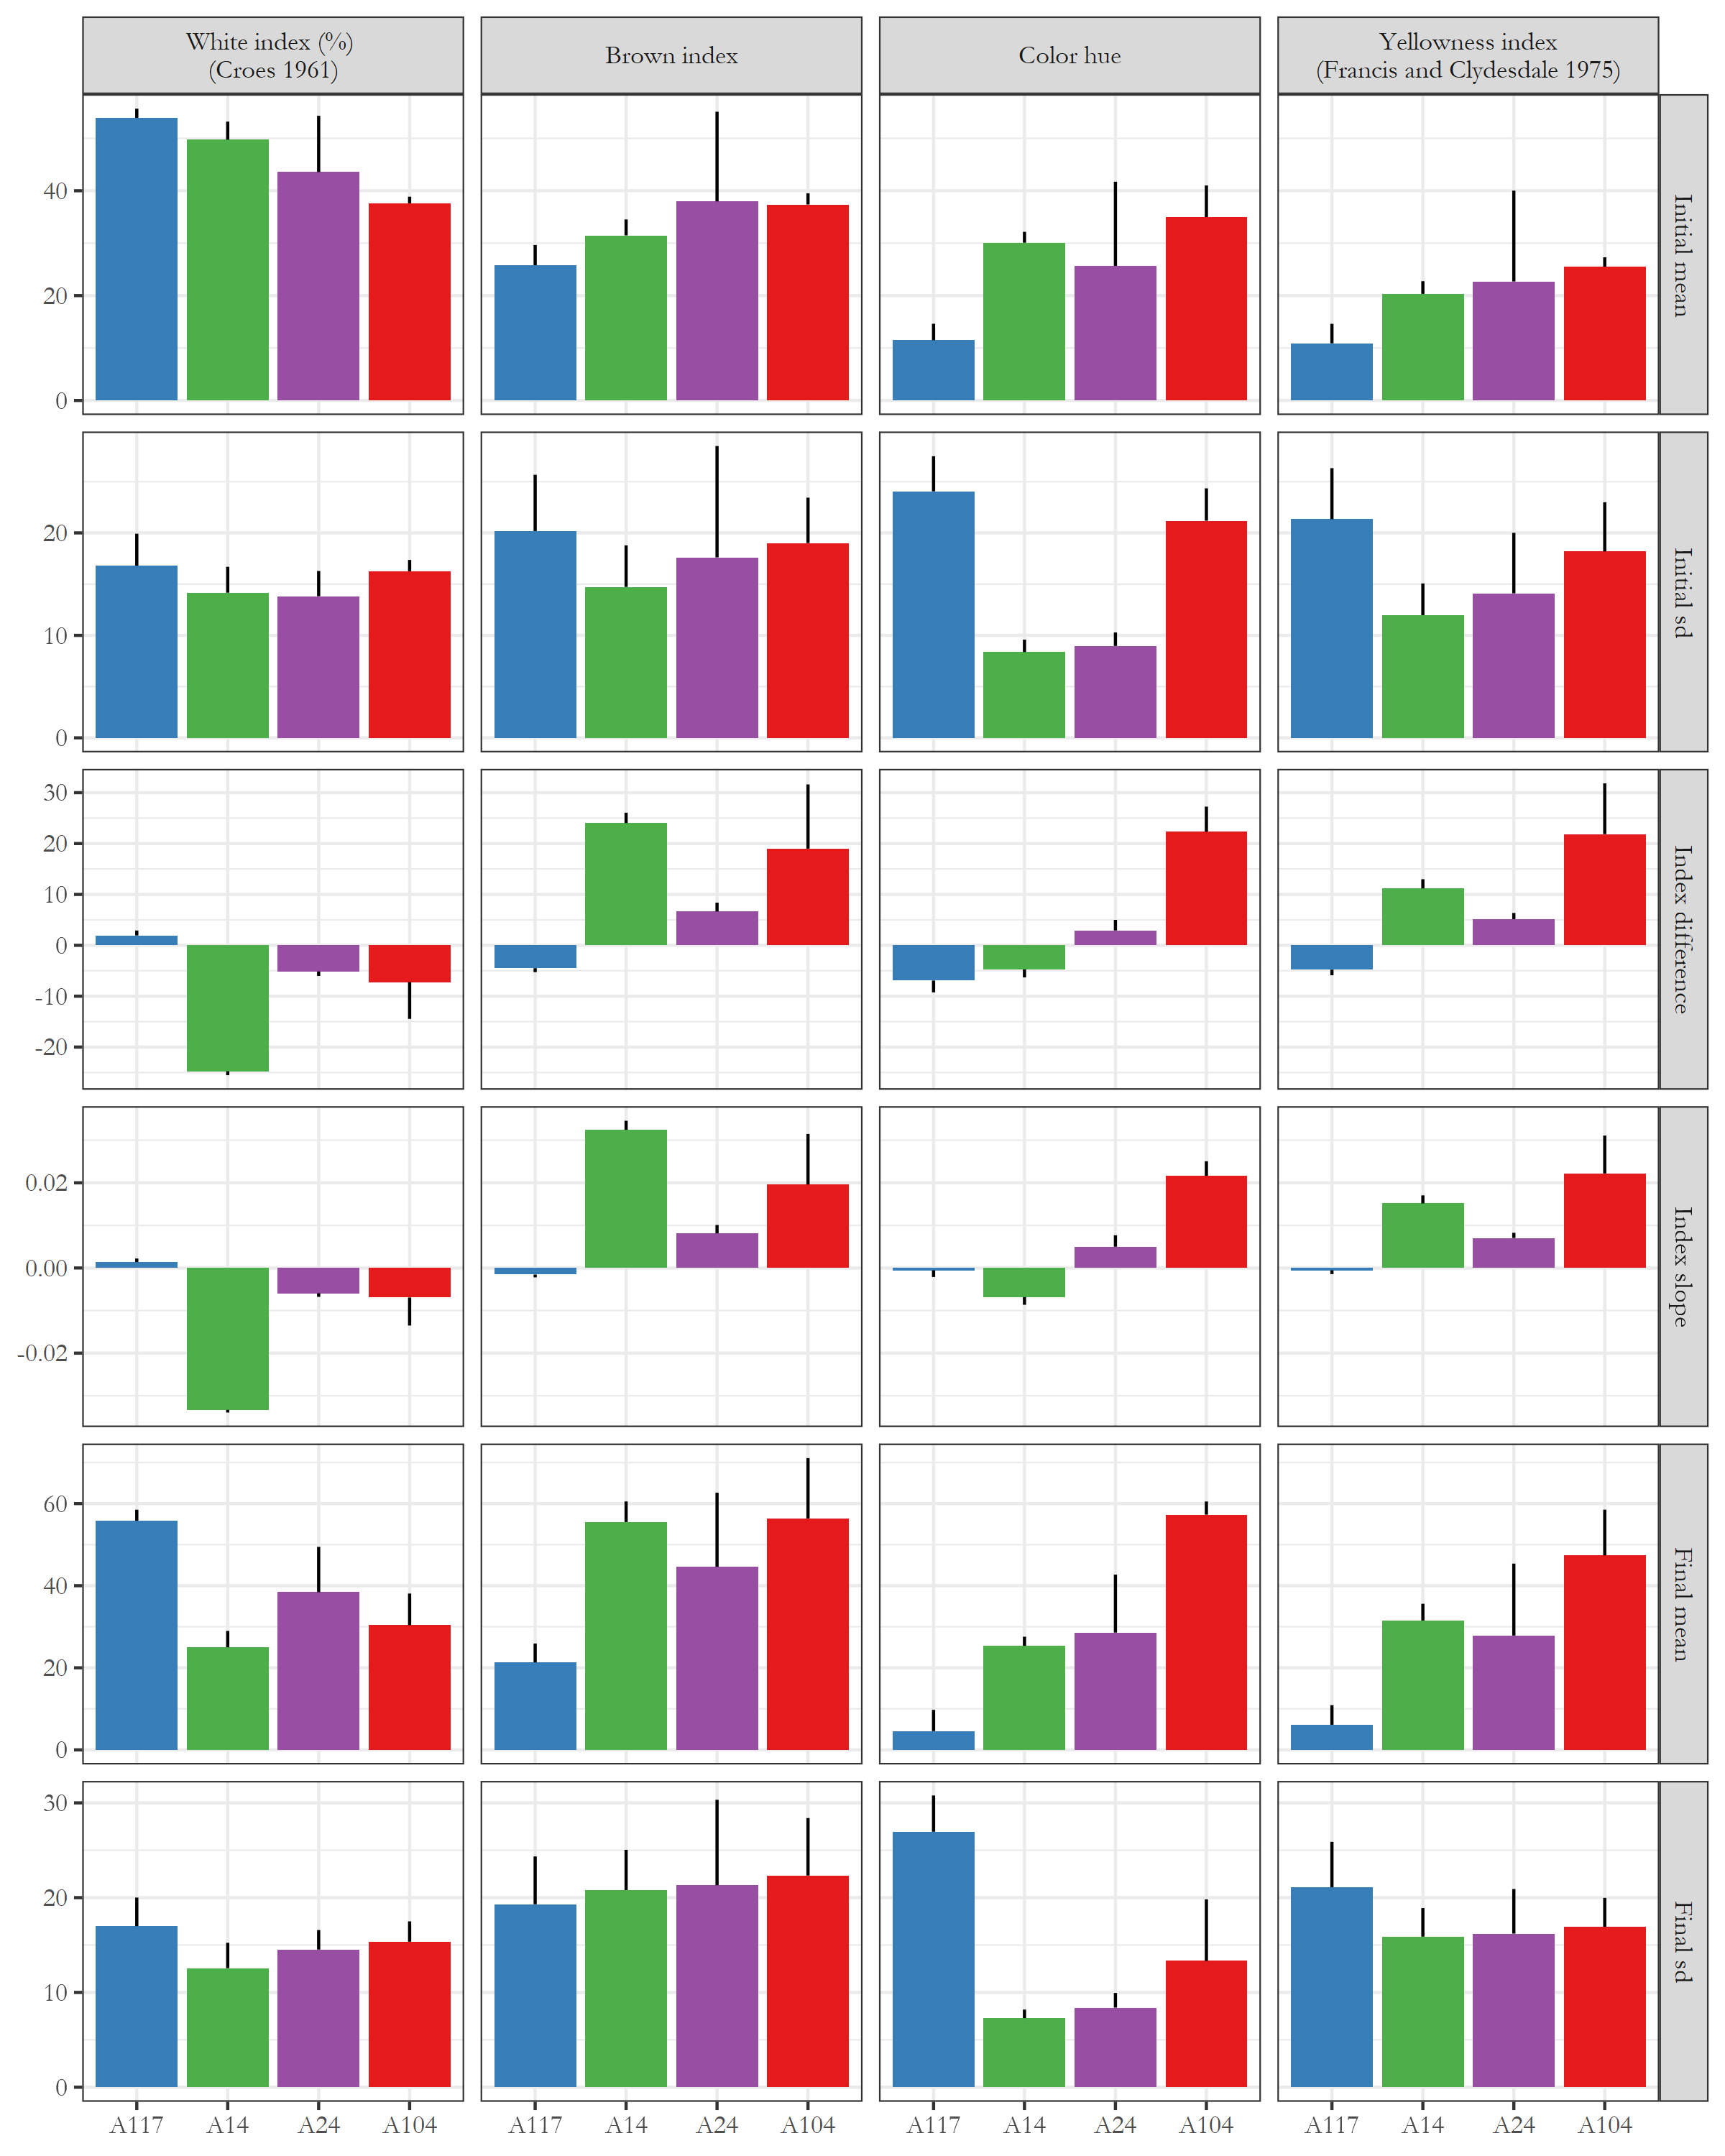 White index (%)
(Croes 1961)
Brown index
Color hue
Yellowness index
(Francis and Clydesdale 1975)
40
20
0
Initial mean
20
10
0
Initial sd
30
20
10
0
-10
-20
Index difference
0.02
0.00
-0.02
Index slope
60
40
20
0
Final mean
30
20
10
0
Final sd
A117 A14 A24 A104
A117 A14 A24 A104
A117 A14 A24 A104
A117 A14 A24 A104